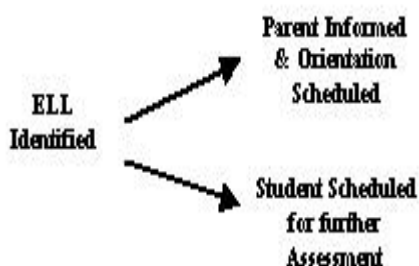 Parent Informed
& Orientation
Scheduled
ELL
Identified
Student Scheduled
for further
Assessment